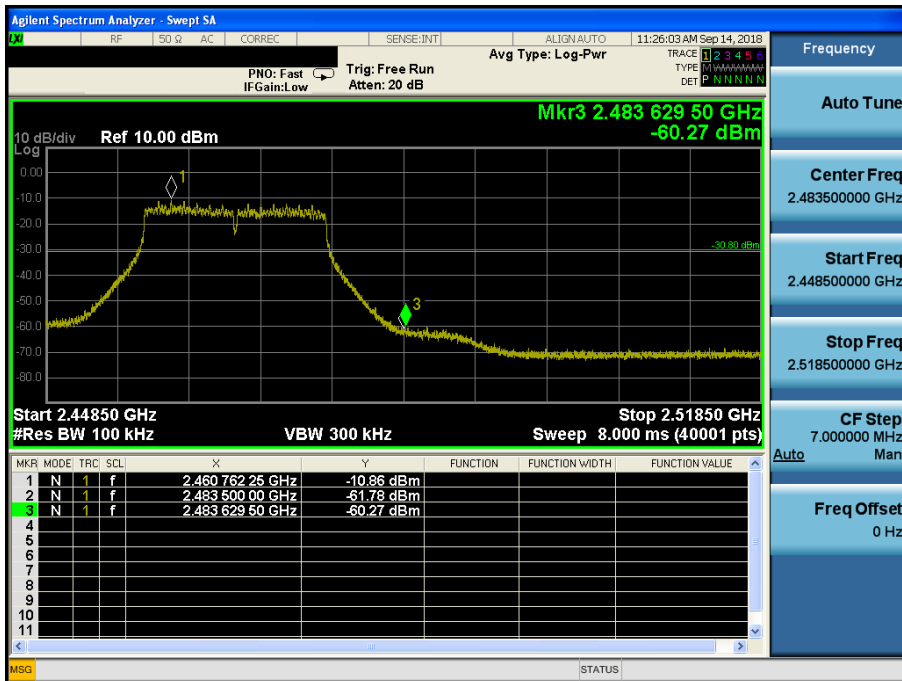 Agilent Spectrum Analyzer - Swept SA
LXI RF 50 Ω AC CORREC SENSE:INT ALIGN AUTO 11:26:03 AM Sep 14, 2018
Frequency
PNO: Fast
IFGain:Low
Trig: Free Run
Atten: 20 dB
Avg Type: Log-Pwr
TRACE 1 2 3 4 5 6
TYPE M WWWWW
DET P N N N N N
Auto Tune
Mkr3 2.483 629 50 GHz
-60.27 dBm
10 dB/div Ref 10.00 dBm
Log
0.00
-10.0
-20.0
-30.0
-40.0
-50.0
-60.0
-70.0
-80.0
1
-30.80 dBm
3
Center Freq
2.483500000 GHz
Start Freq
2.448500000 GHz
Stop Freq
2.518500000 GHz
Start 2.44850 GHz Stop 2.51850 GHz
#Res BW 100 kHz VBW 300 kHz Sweep 8.000 ms (40001 pts)
CF Step
7.000000 MHz
Auto Man
MKR MODE TRC SCL X Y FUNCTION FUNCTION WIDTH FUNCTION VALUE
1 N 1 f 2.460 762 25 GHz -10.86 dBm
2 N 1 f 2.483 500 00 GHz -61.78 dBm
3 N 1 f 2.483 629 50 GHz -60.27 dBm
4
5
6
7
8
9
10
11
Freq Offset
0 Hz
MSG STATUS